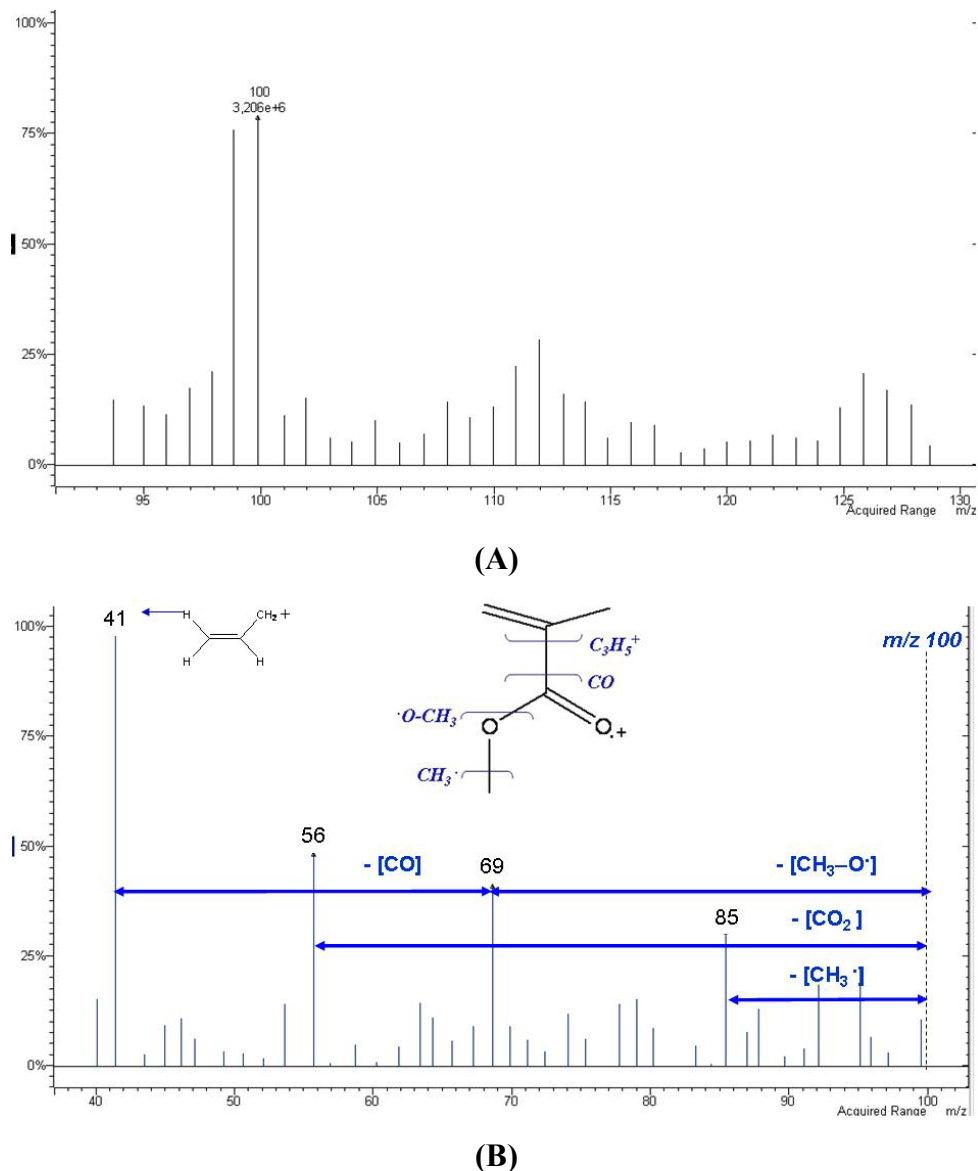 100%
100
3,206e+6
75%
50%
25%
0%
95 100 105 110 115 120 125 130
Acquired Range m/z
(A)
41
H
CH₂+
H H
100%
C₃H₅⁺
CO
·O-CH₃
O
O
.+
CH₃·
m/z 100
75%
56
50%
- [CO]
69
- [CH₃–O·]
85
- [CO₂ ]
- [CH₃·]
25%
0%
40 50 60 70 80 90 100
Acquired Range m/z
(B)